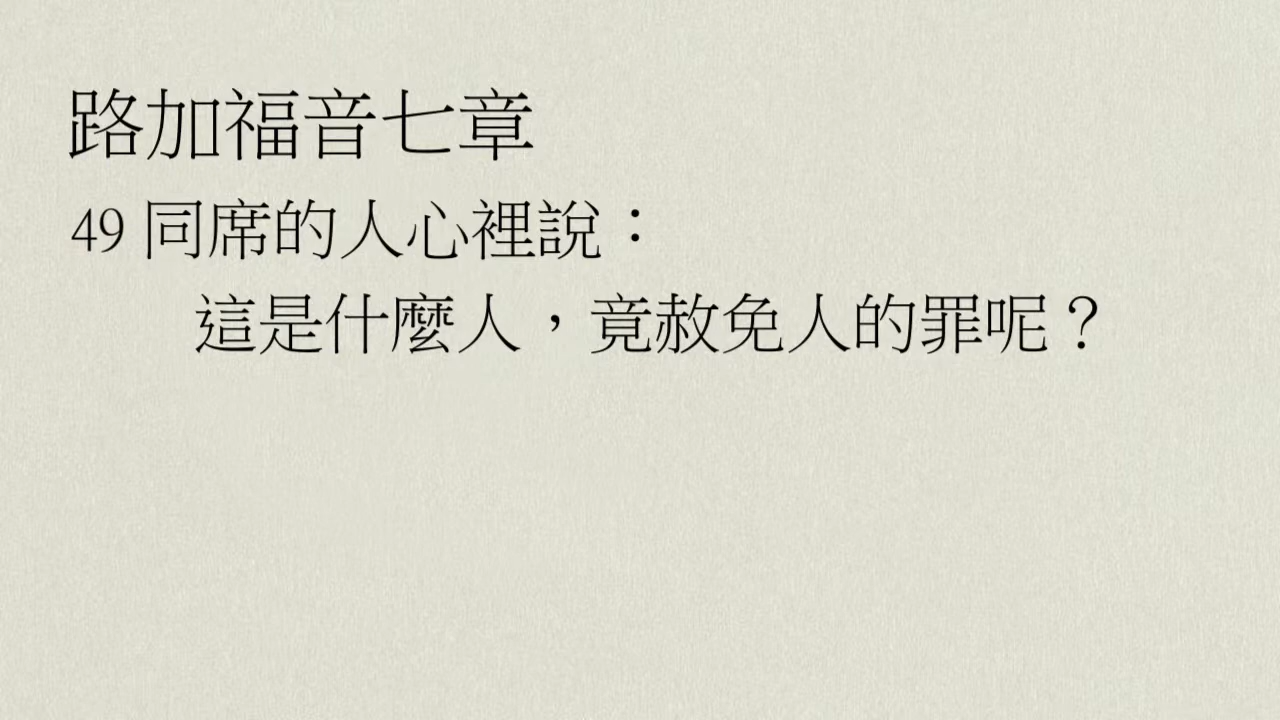 路加福音七章
49 同席的人心裡說：
這是什麼人，竟赦免人的罪呢？